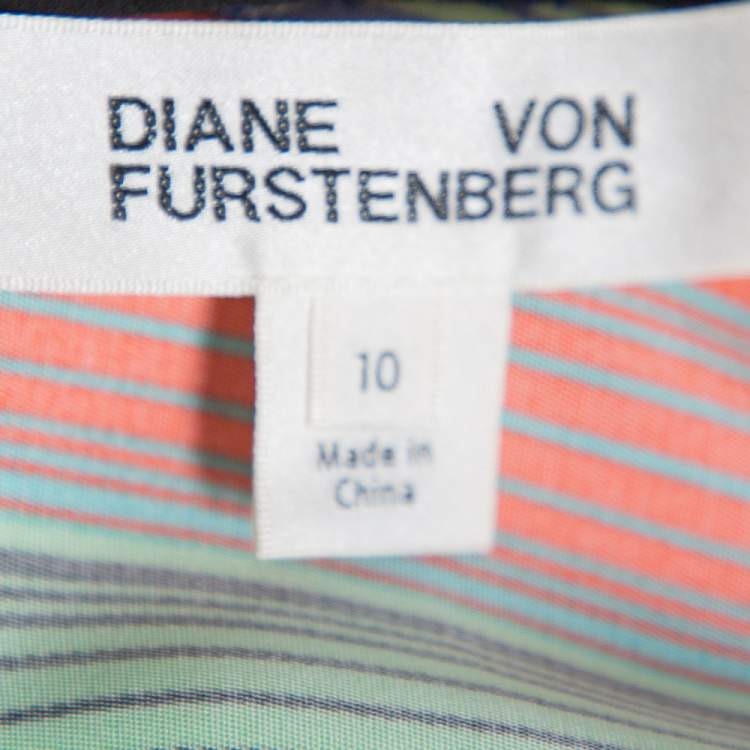 DIANE VON
FURSTENBERG
10
Made in
China